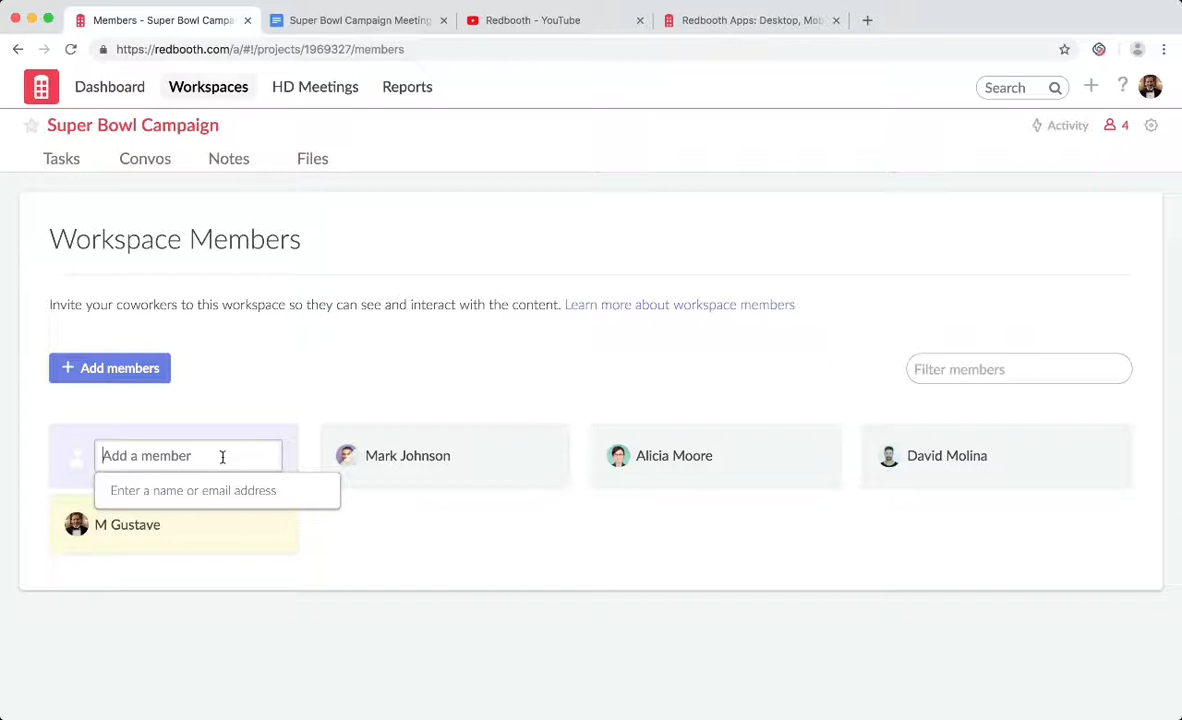 Members - Super Bowl Campa
Super Bowl Campaign Meeting
Redbooth - YouTube
Redbooth Apps: Desktop, Mob
https://redbooth.com/a/#!/projects/1969327/members
Dashboard
Workspaces
HD Meetings
Reports
Search
Super Bowl Campaign
Activity
4
Tasks
Convos
Notes
Files
Workspace Members
Invite your coworkers to this workspace so they can see and interact with the content. Learn more about workspace members
+ Add members
Filter members
Add a member
Mark Johnson
Alicia Moore
David Molina
Enter a name or email address
M Gustave